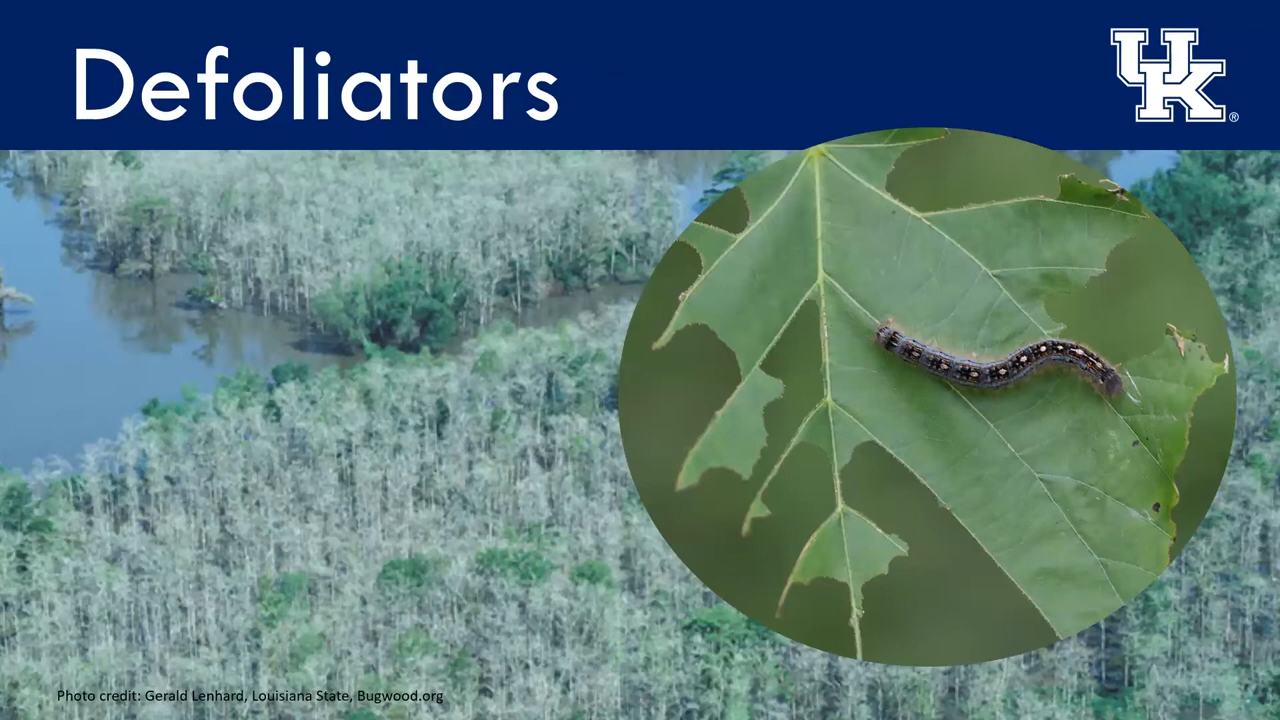 Defoliators
UK®
Photo credit: Gerald Lenhard, Louisiana State, Bugwood.org